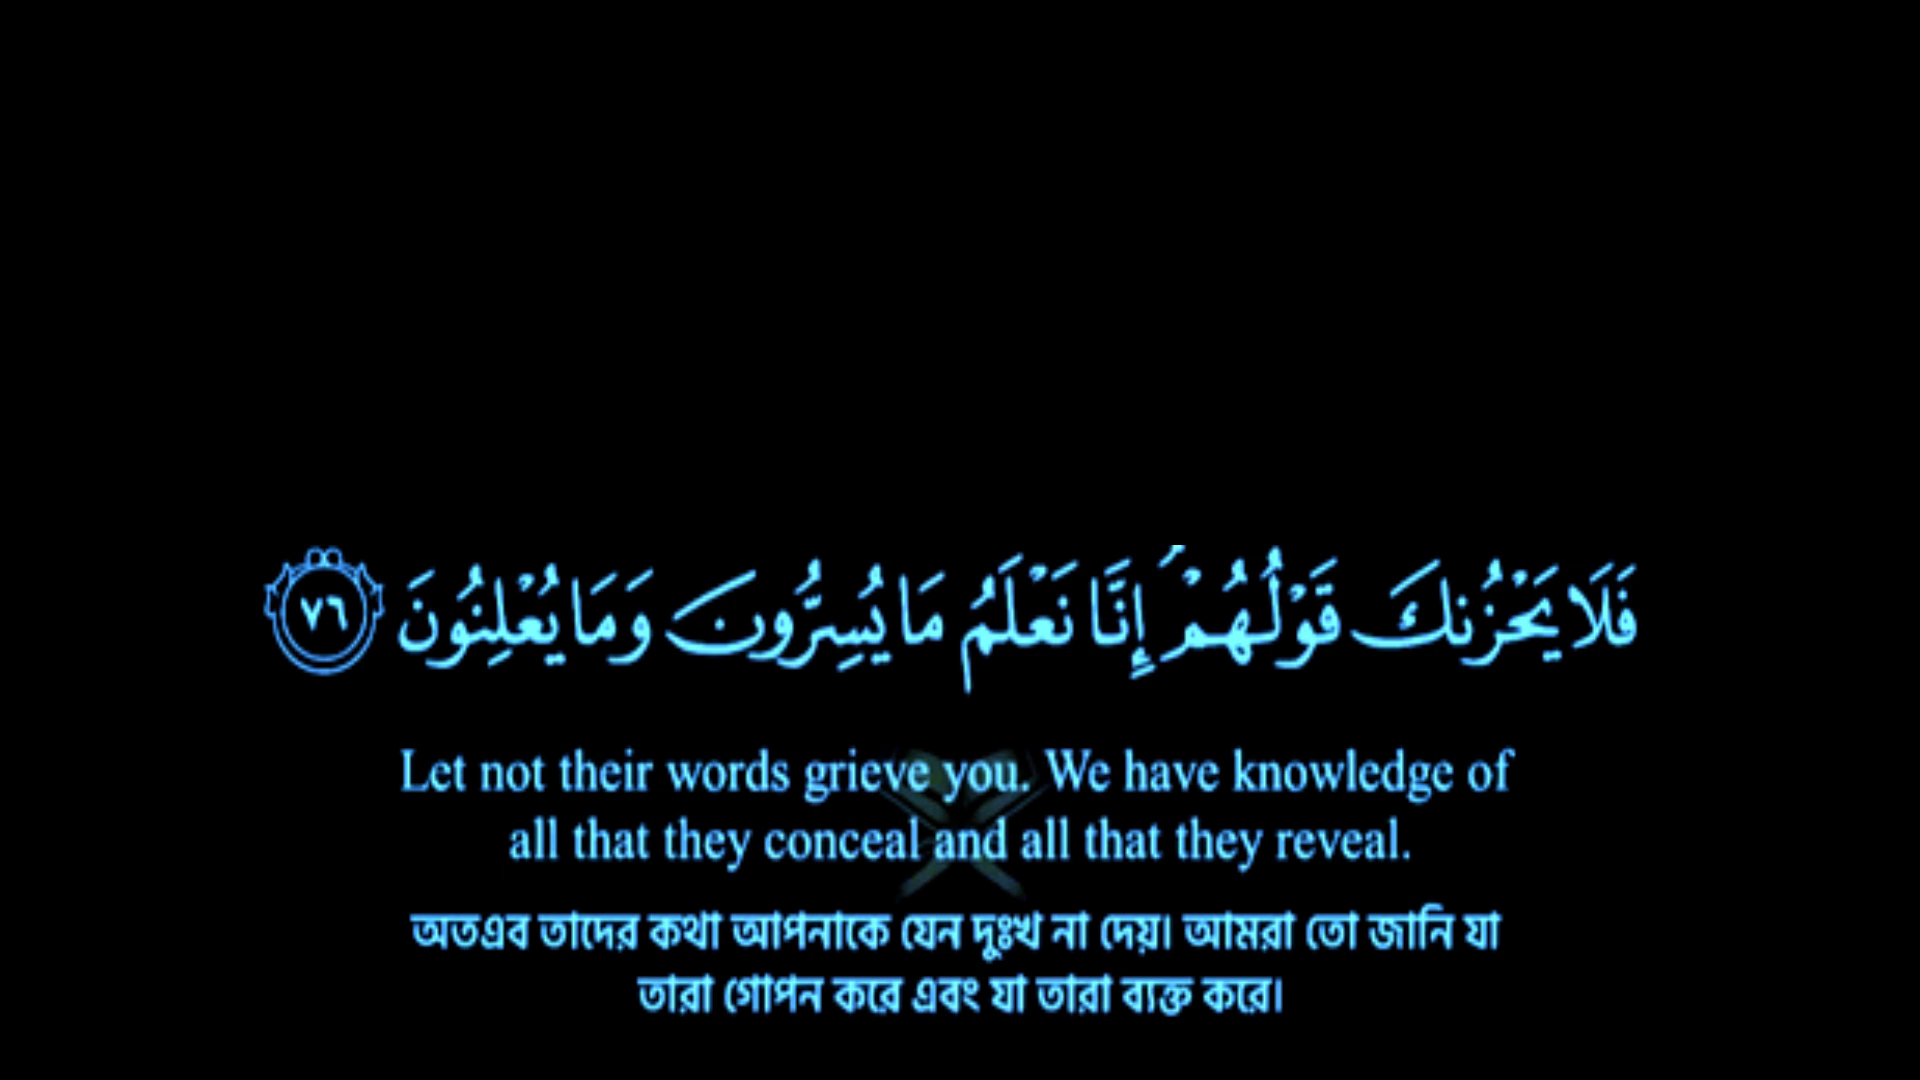 فَلَا يَحْزُنكَ قَوْلُهُمْ ۘ إِنَّا نَعْلَمُ مَا يُسِرُّونَ وَمَا يُعْلِنُونَ ٧٦
Let not their words grieve you. We have knowledge of
all that they conceal and all that they reveal.
অতএব তাদের কথা আপনাকে যেন দুঃখ না দেয়। আমরা তো জানি যা
তারা গোপন করে এবং যা তারা ব্যক্ত করে।